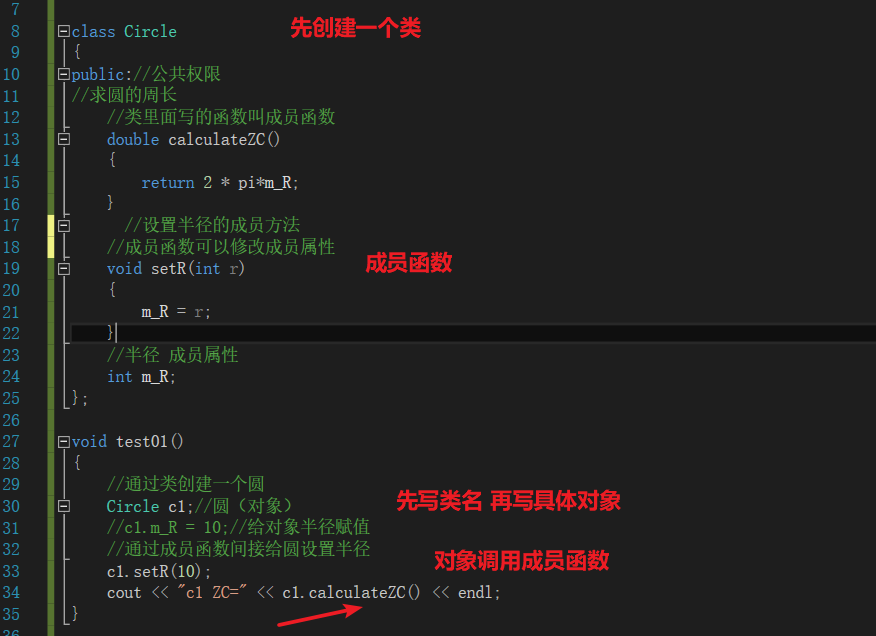 7
8 class Circle 先创建一个类
9 {
10 public://公共权限
11 //求圆的周长
12 //类里面写的函数叫成员函数
13 double calculateZC()
14 {
15 return 2 * pi*m_R;
16 }
17 //设置半径的成员方法
18 //成员函数可以修改成员属性
19 void setR(int r) 成员函数
20 {
21 m_R = r;
22 }
23 //半径 成员属性
24 int m_R;
25 };
26
27 void test01()
28 {
29 //通过类创建一个圆
30 Circle c1;//圆（对象） 先写类名 再写具体对象
31 //c1.m_R = 10;//给对象半径赋值
32 //通过成员函数间接给圆设置半径 对象调用成员函数
33 c1.setR(10);
34 cout << "c1 ZC=" << c1.calculateZC() << endl;
35 }
36